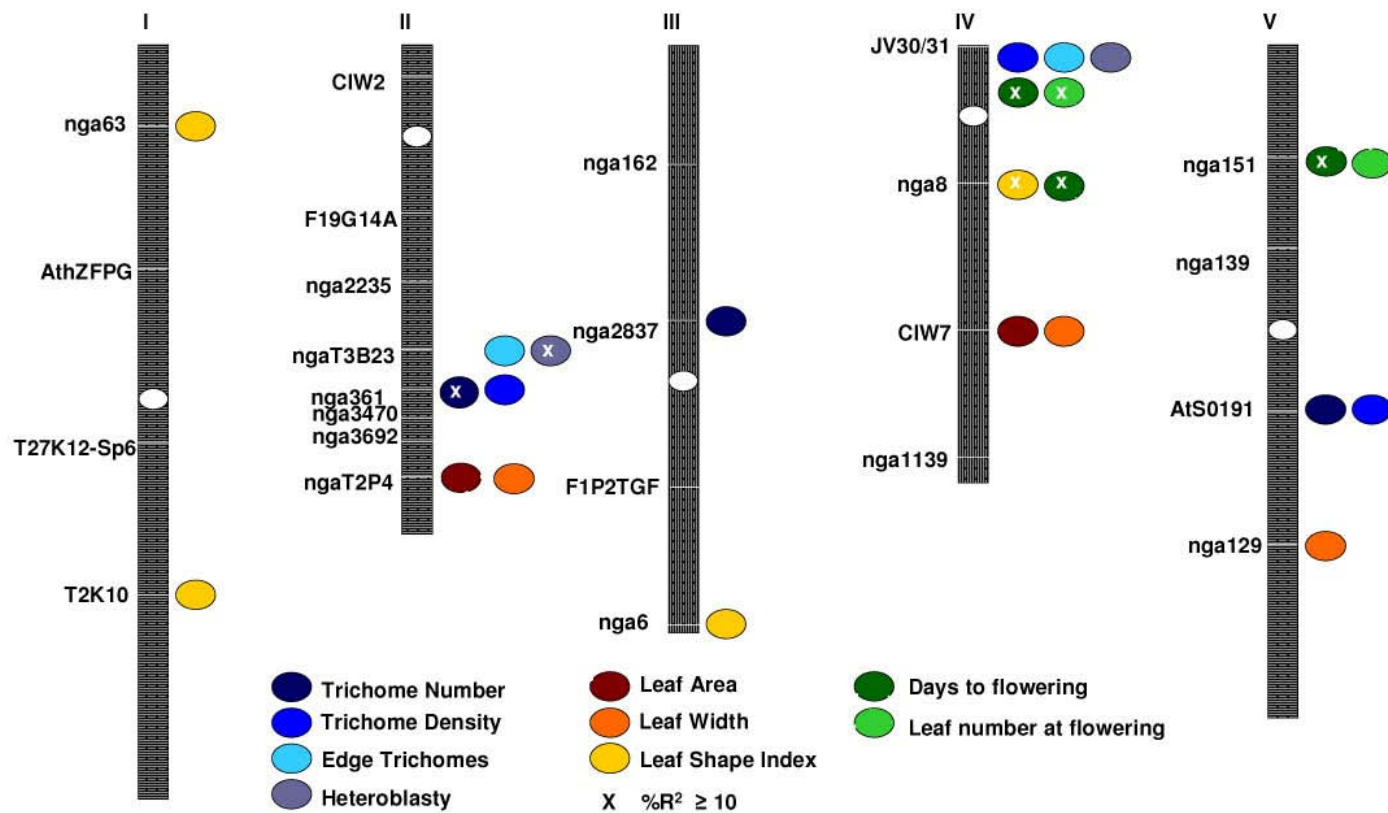 I
II
III
IV
V
JV30/31
CIW2
nga63
X X
nga162
nga151
X
nga8
X X
F19G14A
nga139
AthZFPG
nga2235
nga2837
CIW7
ngaT3B23
X
nga361
X
nga3470
AtS0191
nga3692
T27K12-Sp6
nga1139
ngaT2P4
F1P2TGF
nga129
T2K10
nga6
Trichome Number
Trichome Density
Edge Trichomes
Heteroblasty
Leaf Area
Leaf Width
Leaf Shape Index
X %R² ≥ 10
Days to flowering
Leaf number at flowering